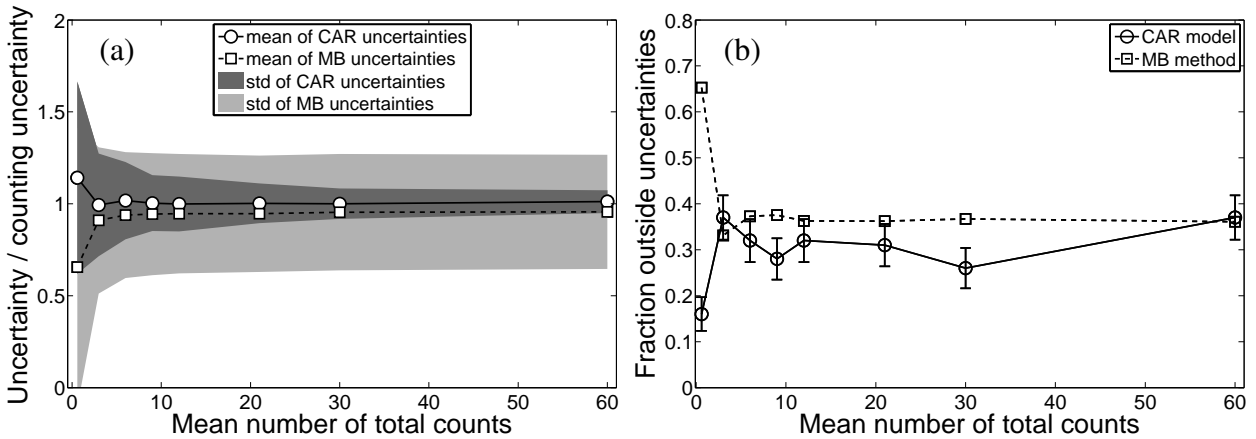 (a)
mean of CAR uncertainties
mean of MB uncertainties
std of CAR uncertainties
std of MB uncertainties
Uncertainty / counting uncertainty
2
1.5
1
0.5
0
0 10 20 30 40 50 60
Mean number of total counts
(b)
CAR model
MB method
Fraction outside uncertainties
0.8
0.7
0.6
0.5
0.4
0.3
0.2
0.1
0
0 10 20 30 40 50 60
Mean number of total counts